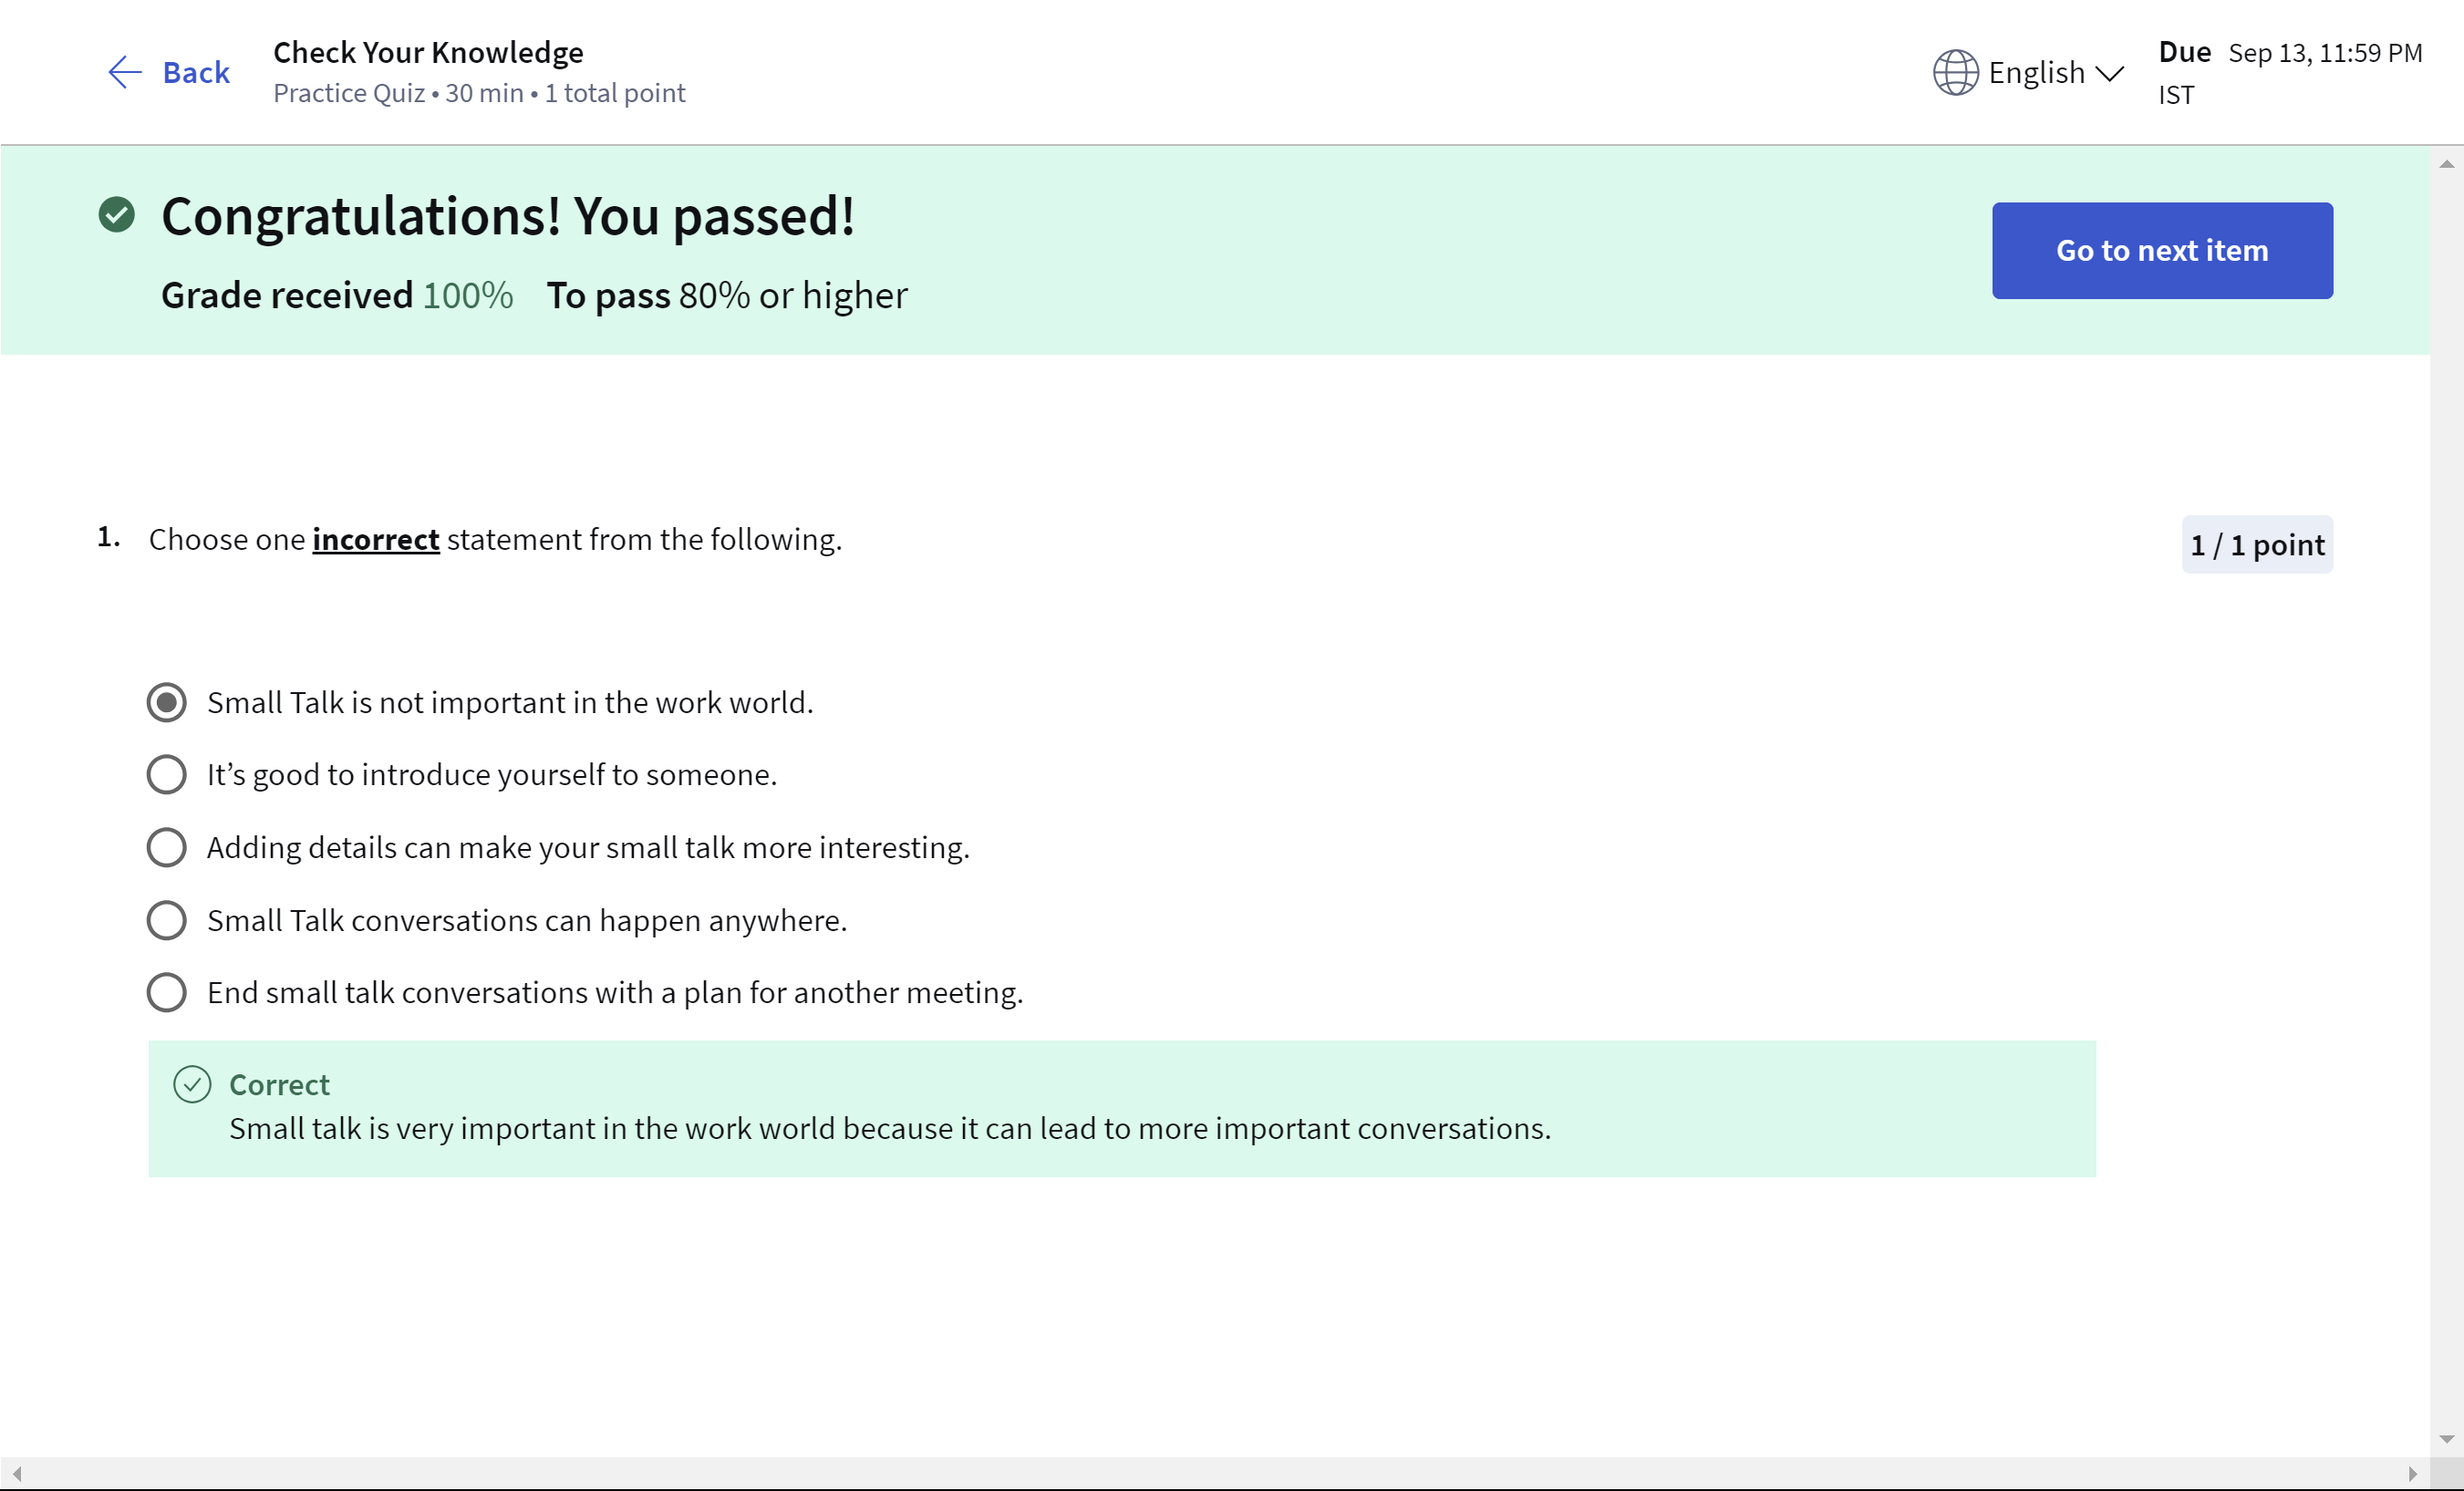 Back
Check Your Knowledge
Practice Quiz • 30 min • 1 total point
English
Due Sep 13, 11:59 PM
IST
Congratulations! You passed!
Grade received 100% To pass 80% or higher
Go to next item
1. Choose one incorrect statement from the following.
1 / 1 point
Small Talk is not important in the work world.
It’s good to introduce yourself to someone.
Adding details can make your small talk more interesting.
Small Talk conversations can happen anywhere.
End small talk conversations with a plan for another meeting.
Correct
Small talk is very important in the work world because it can lead to more important conversations.